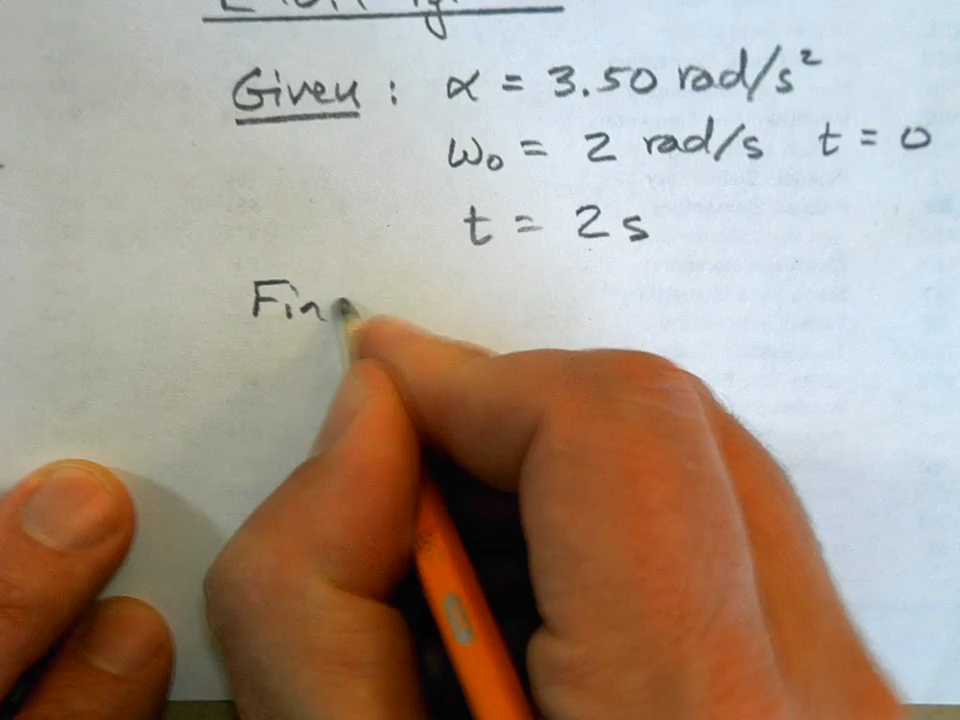 Given : α = 3.50 rad/s²
ω₀ = 2 rad/s t = 0
t = 2 s
Fin